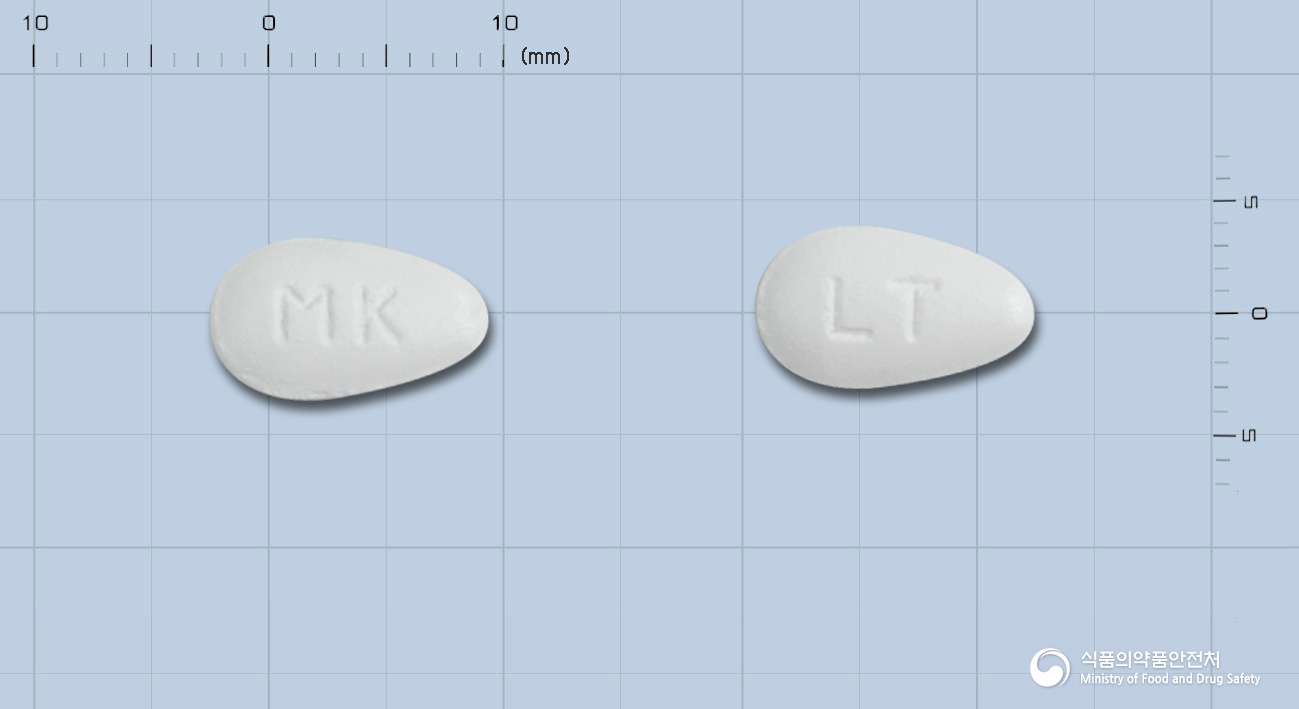 10 0 10
(mm)
5
0
5
MK
LT
식품의약품안전처
Ministry of Food and Drug Safety